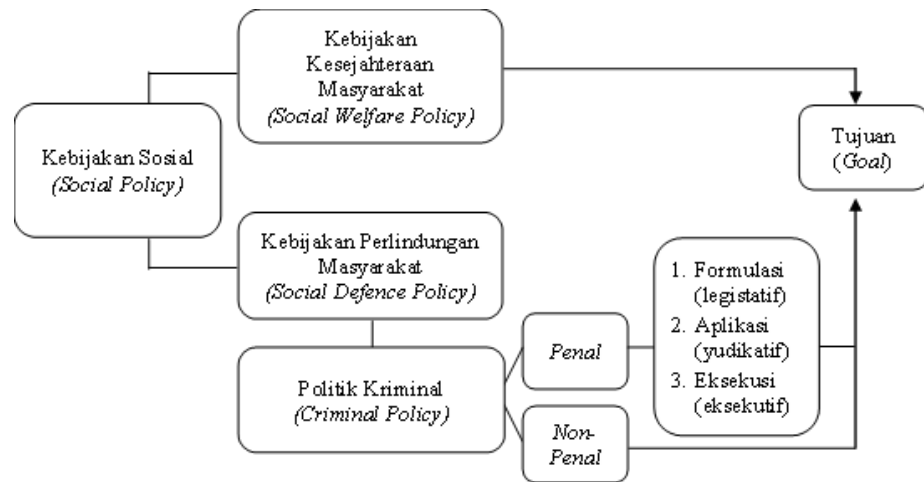 Kebijakan
Kesejahteraan
Masyarakat
(Social Welfare Policy)
Tujuan
(Goal)
Kebijakan Sosial
(Social Policy)
Kebijakan Perlindungan
Masyarakat
(Social Defence Policy)
1. Formulasi
(legistatif)
2. Aplikasi
(yudikatif)
3. Eksekusi
(eksekutif)
Penal
Politik Kriminal
(Criminal Policy)
Non-
Penal